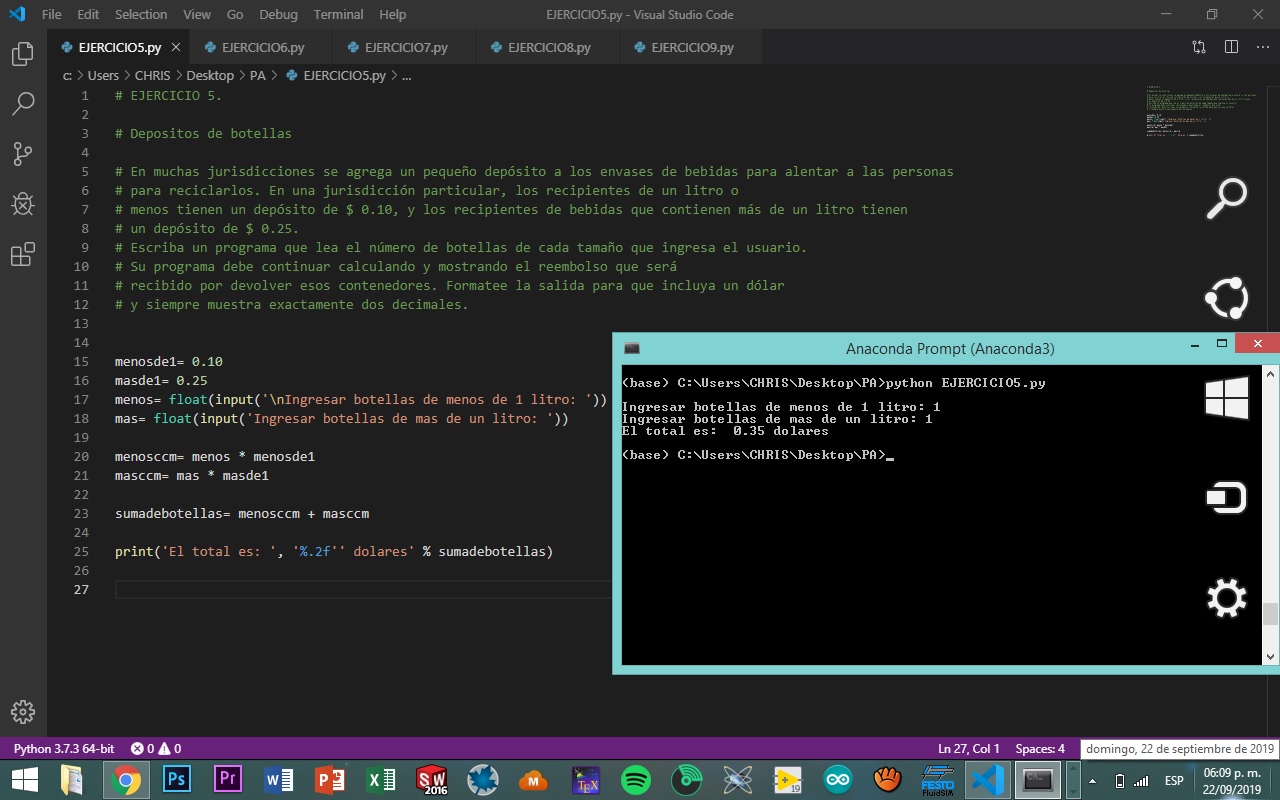 File Edit Selection View Go Debug Terminal Help EJERCICIO5.py - Visual Studio Code
EJERCICIO5.py EJERCICIO6.py EJERCICIO7.py EJERCICIO8.py EJERCICIO9.py
c: > Users > CHRIS > Desktop > PA > EJERCICIO5.py > ...
1 # EJERCICIO 5.
2
3 # Depositos de botellas
4
5 # En muchas jurisdicciones se agrega un pequeño depósito a los envases de bebidas para alentar a las personas
6 # para reciclarlos. En una jurisdicción particular, los recipientes de un litro o
7 # menos tienen un depósito de $ 0.10, y los recipientes de bebidas que contienen más de un litro tienen
8 # un depósito de $ 0.25.
9 # Escriba un programa que lea el número de botellas de cada tamaño que ingresa el usuario.
10 # Su programa debe continuar calculando y mostrando el reembolso que será
11 # recibido por devolver esos contenedores. Formatee la salida para que incluya un dólar
12 # y siempre muestra exactamente dos decimales.
13
14
15 menosde1= 0.10
16 masde1= 0.25
17 menos= float(input('\nIngresar botellas de menos de 1 litro: '))
18 mas= float(input('Ingresar botellas de mas de un litro: '))
19
20 menosccm= menos * menosde1
21 masccm= mas * masde1
22
23 sumadebotellas= menosccm + masccm
24
25 print('El total es: ', '%.2f'' dolares' % sumadebotellas)
26
27
Anaconda Prompt (Anaconda3)
(base) C:\Users\CHRIS\Desktop\PA>python EJERCICIO5.py
Ingresar botellas de menos de 1 litro: 1
Ingresar botellas de mas de un litro: 1
El total es:  0.35 dolares
(base) C:\Users\CHRIS\Desktop\PA>_
Python 3.7.3 64-bit 0 0 Ln 27, Col 1 Spaces: 4 domingo, 22 de septiembre de 2019
Ps Pr W P X SW 2016 M TEX 19 FESTO FluidSIM ESP 06:09 p. m.
22/09/2019